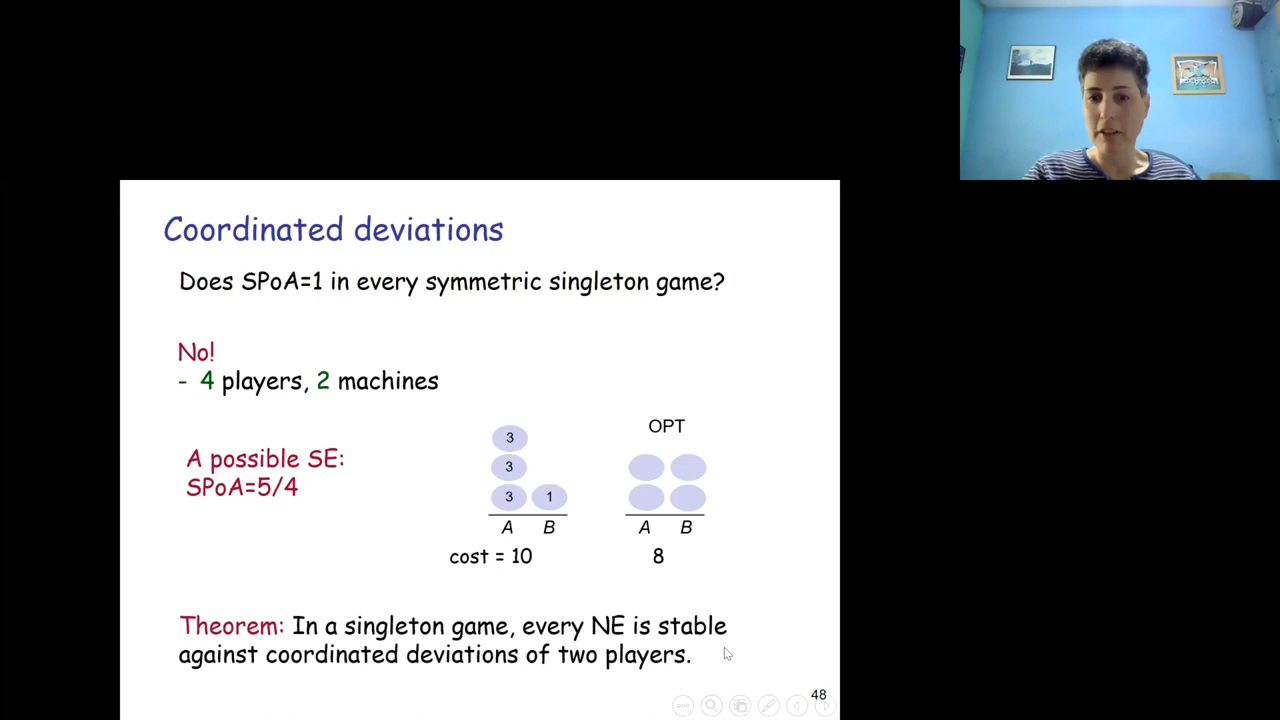 Coordinated deviations
Does SPoA=1 in every symmetric singleton game?
No!
- 4 players, 2 machines
A possible SE:
SPoA=5/4
3
3
3 1
A B
cost = 10
OPT
A B
8
Theorem: In a singleton game, every NE is stable
against coordinated deviations of two players.
48